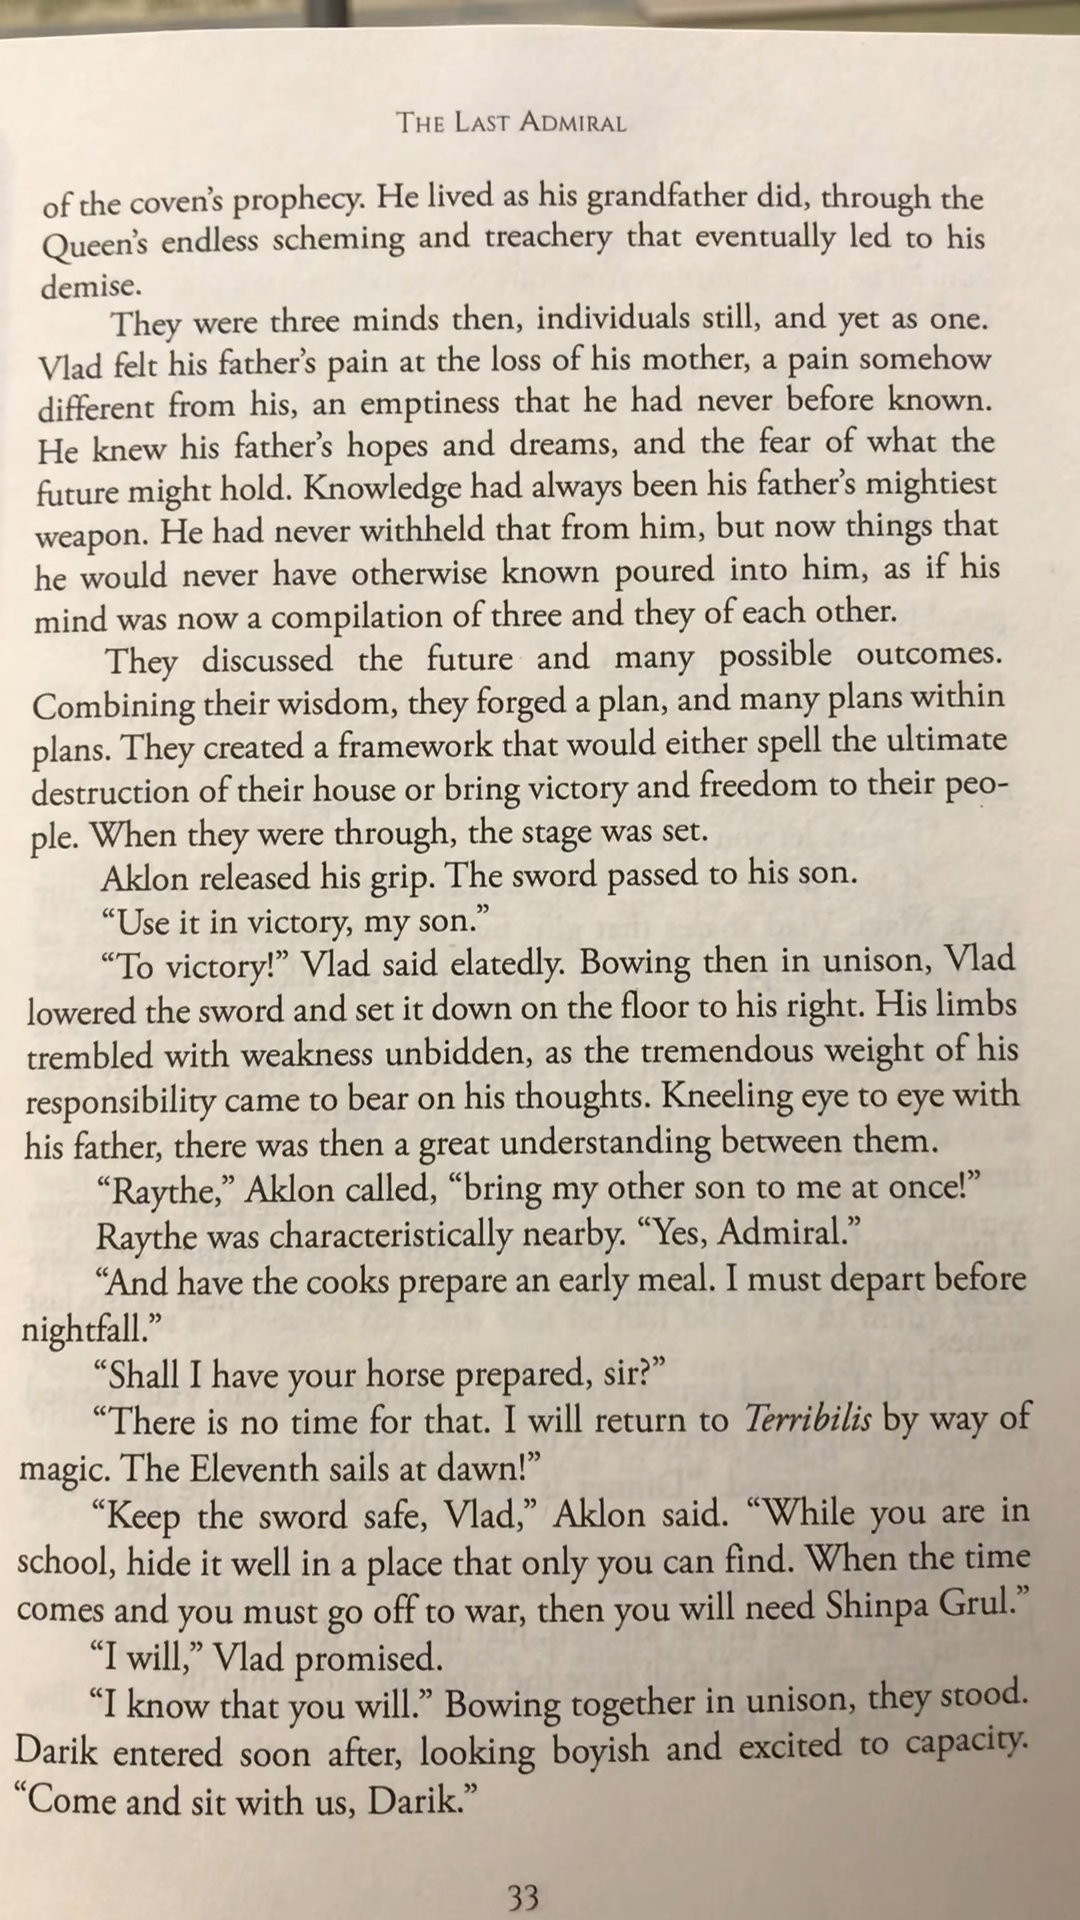 THE LAST ADMIRAL
of the coven’s prophecy. He lived as his grandfather did, through the
Queen’s endless scheming and treachery that eventually led to his
demise.
They were three minds then, individuals still, and yet as one.
Vlad felt his father’s pain at the loss of his mother, a pain somehow
different from his, an emptiness that he had never before known.
He knew his father’s hopes and dreams, and the fear of what the
future might hold. Knowledge had always been his father’s mightiest
weapon. He had never withheld that from him, but now things that
he would never have otherwise known poured into him, as if his
mind was now a compilation of three and they of each other.
They discussed the future and many possible outcomes.
Combining their wisdom, they forged a plan, and many plans within
plans. They created a framework that would either spell the ultimate
destruction of their house or bring victory and freedom to their peo-
ple. When they were through, the stage was set.
Aklon released his grip. The sword passed to his son.
“Use it in victory, my son.”
“To victory!” Vlad said elatedly. Bowing then in unison, Vlad
lowered the sword and set it down on the floor to his right. His limbs
trembled with weakness unbidden, as the tremendous weight of his
responsibility came to bear on his thoughts. Kneeling eye to eye with
his father, there was then a great understanding between them.
“Raythe,” Aklon called, “bring my other son to me at once!”
Raythe was characteristically nearby. “Yes, Admiral.”
“And have the cooks prepare an early meal. I must depart before
nightfall.”
“Shall I have your horse prepared, sir?”
“There is no time for that. I will return to Terribilis by way of
magic. The Eleventh sails at dawn!”
“Keep the sword safe, Vlad,” Aklon said. “While you are in
school, hide it well in a place that only you can find. When the time
comes and you must go off to war, then you will need Shinpa Grul.”
“I will,” Vlad promised.
“I know that you will.” Bowing together in unison, they stood.
Darik entered soon after, looking boyish and excited to capacity.
“Come and sit with us, Darik.”
33